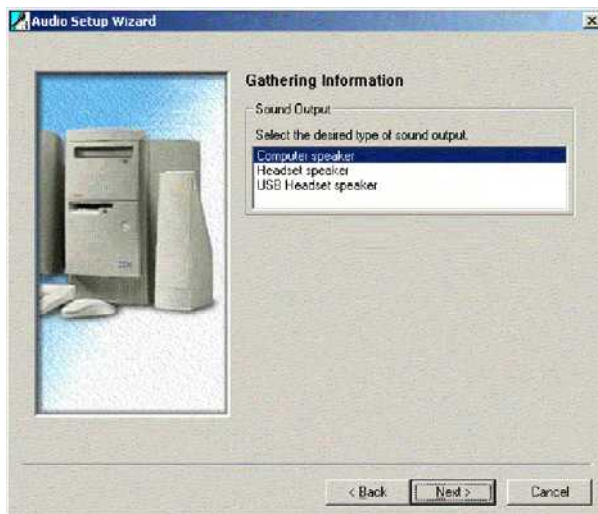 Audio Setup Wizard
Gathering Information
Sound Output
Select the desired type of sound output.
Computer speaker
Headset speaker
USB Headset speaker
IBM
< Back
Next >
Cancel